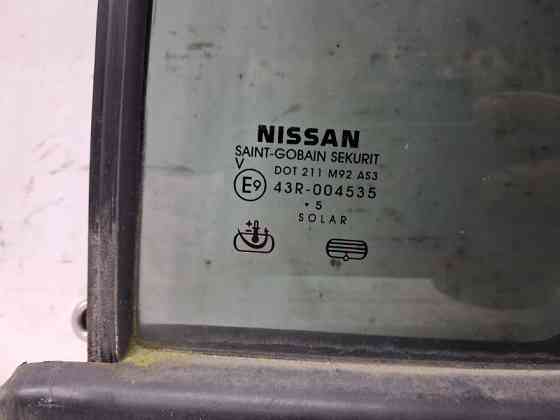 NISSAN
SAINT-GOBAIN SEKURIT
V
DOT 211 M92 AS3
E9 43R-004535
. 5
SOLAR